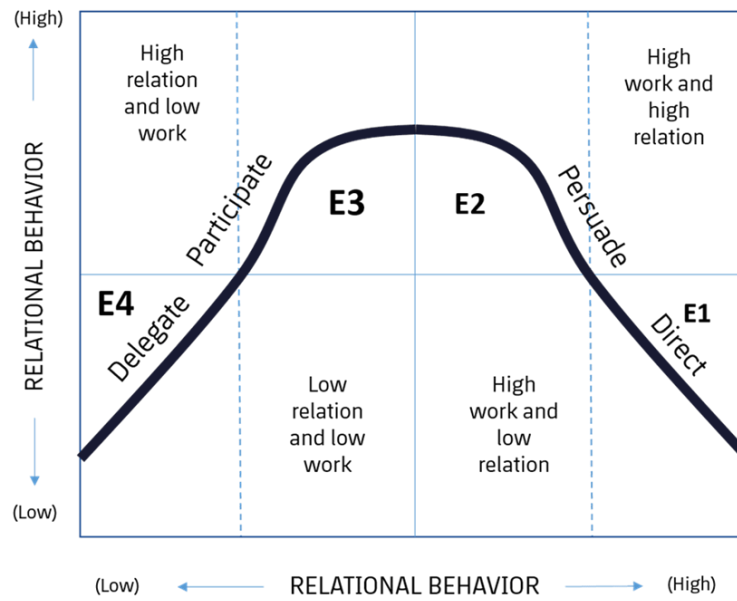 (High)
High
relation
and low
work
High
work and
high
relation
Participate
E3
E2
Persuade
RELATIONAL BEHAVIOR
E4
Delegate
E1
Direct
Low
relation
and low
work
High
work and
low
relation
(Low)
(Low)
RELATIONAL BEHAVIOR
(High)